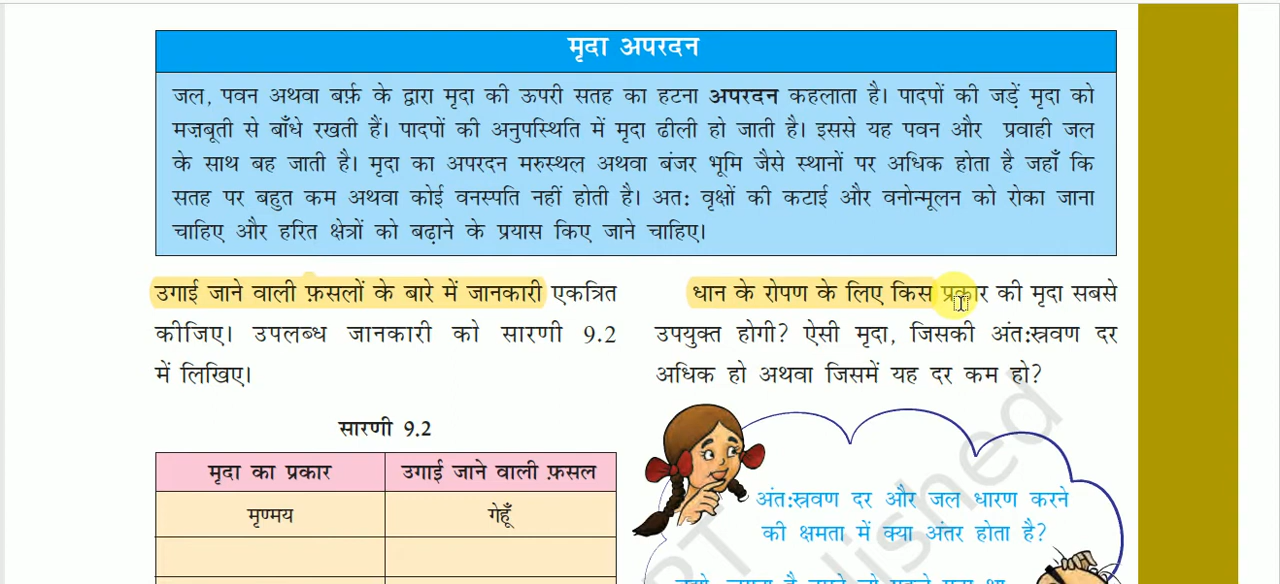 मृदा अपरदन
जल, पवन अथवा बर्फ़ के द्वारा मृदा की ऊपरी सतह का हटना अपरदन कहलाता है। पादपों की जड़ें मृदा को
मज़बूती से बाँधे रखती हैं। पादपों की अनुपस्थिति में मृदा ढीली हो जाती है। इससे यह पवन और प्रवाही जल
के साथ बह जाती है। मृदा का अपरदन मरुस्थल अथवा बंजर भूमि जैसे स्थानों पर अधिक होता है जहाँ कि
सतह पर बहुत कम अथवा कोई वनस्पति नहीं होती है। अत: वृक्षों की कटाई और वनोन्मूलन को रोका जाना
चाहिए और हरित क्षेत्रों को बढ़ाने के प्रयास किए जाने चाहिए।
उगाई जाने वाली फ़सलों के बारे में जानकारी एकत्रित
कीजिए। उपलब्ध जानकारी को सारणी 9.2
में लिखिए।
सारणी 9.2
मृदा का प्रकार उगाई जाने वाली फ़सल
मृण्मय गेहूँ
धान के रोपण के लिए किस प्रकार की मृदा सबसे
उपयुक्त होगी? ऐसी मृदा, जिसकी अंत:स्रवण दर
अधिक हो अथवा जिसमें यह दर कम हो?
अंत:स्रवण दर और जल धारण करने
की क्षमता में क्या अंतर होता है?